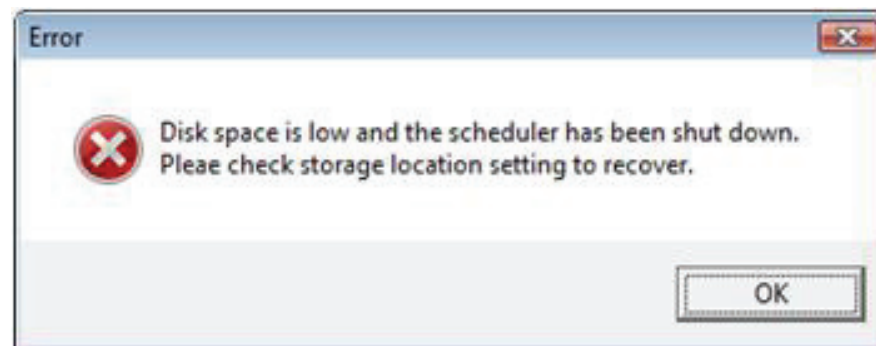 Error
Disk space is low and the scheduler has been shut down.
Pleae check storage location setting to recover.
OK